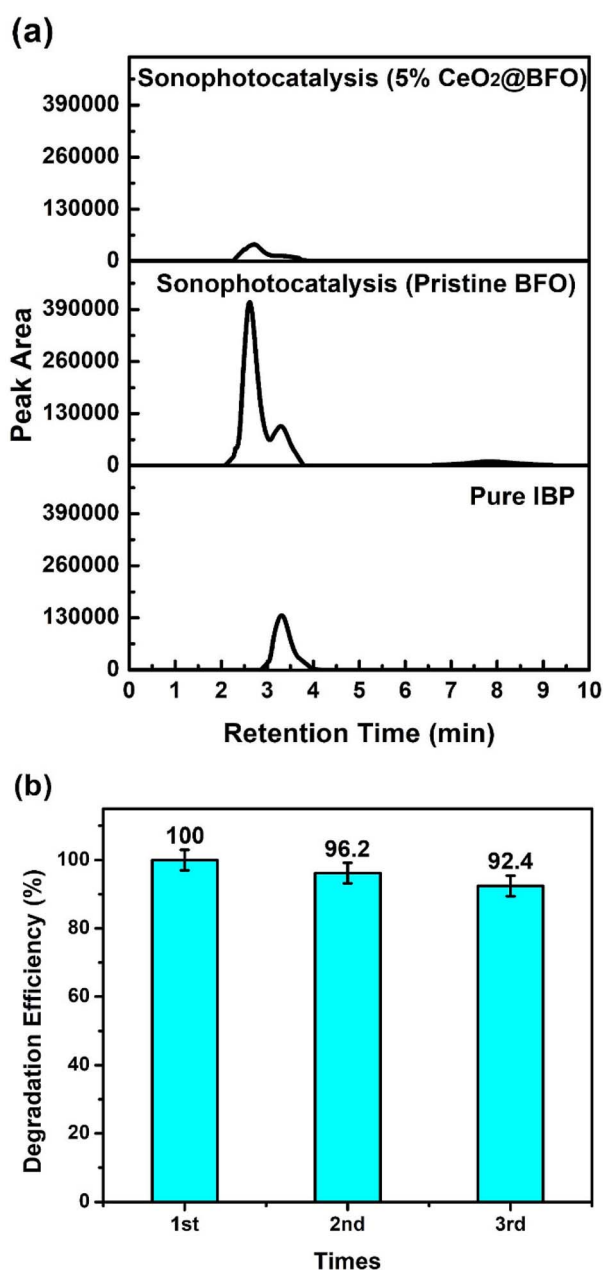 (a)
Sonophotocatalysis (5% CeO₂@BFO)
390000
260000
130000
0
Sonophotocatalysis (Pristine BFO)
390000
260000
130000
0
Peak Area
Pure IBP
390000
260000
130000
0
0 1 2 3 4 5 6 7 8 9 10
Retention Time (min)
(b)
100 96.2 92.4
100
80
60
40
20
0
Degradation Efficiency (%)
1st 2nd 3rd
Times